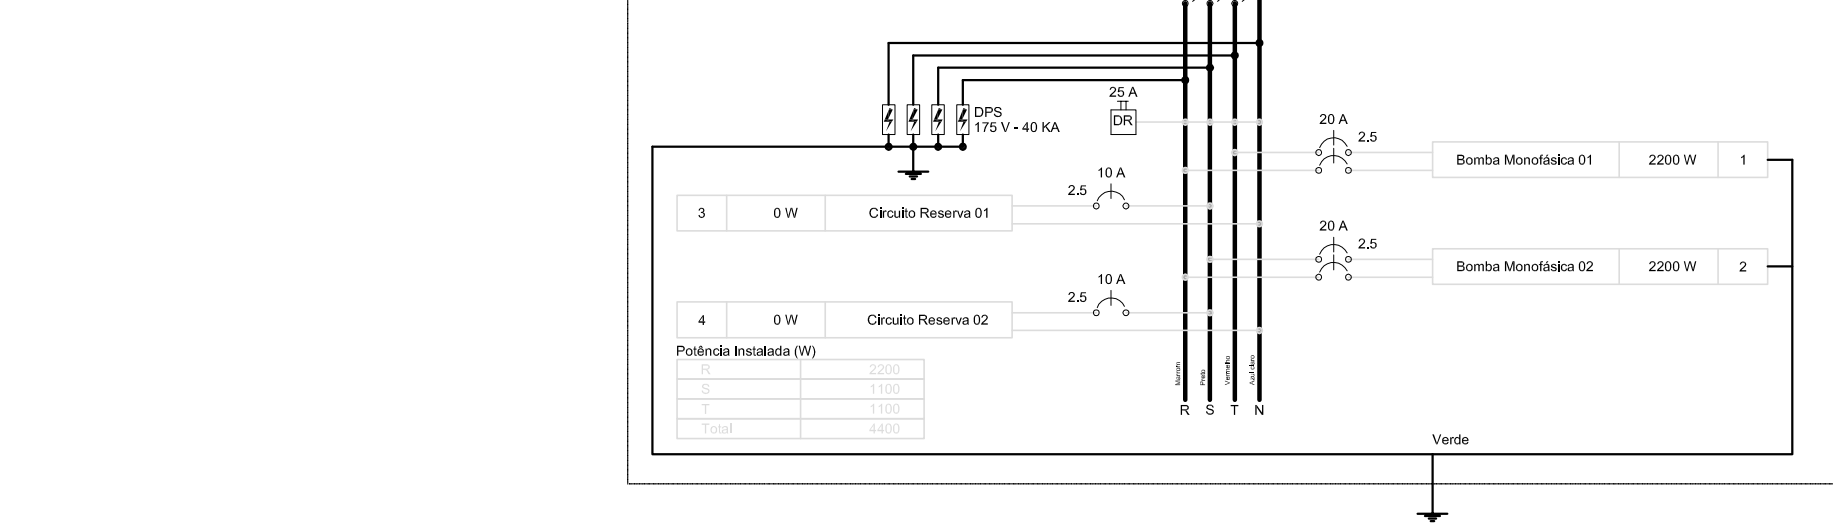 25 A
DR
DPS
175 V - 40 KA
20 A
2.5
Bomba Monofásica 01 2200 W 1
10 A
2.5
3 0 W Circuito Reserva 01
20 A
2.5
Bomba Monofásica 02 2200 W 2
10 A
2.5
4 0 W Circuito Reserva 02
Potência Instalada (W)
R 2200
S 1100
T 1100
Total 4400
Marrom
Preto
Vermelho
Azul claro
R S T N
Verde